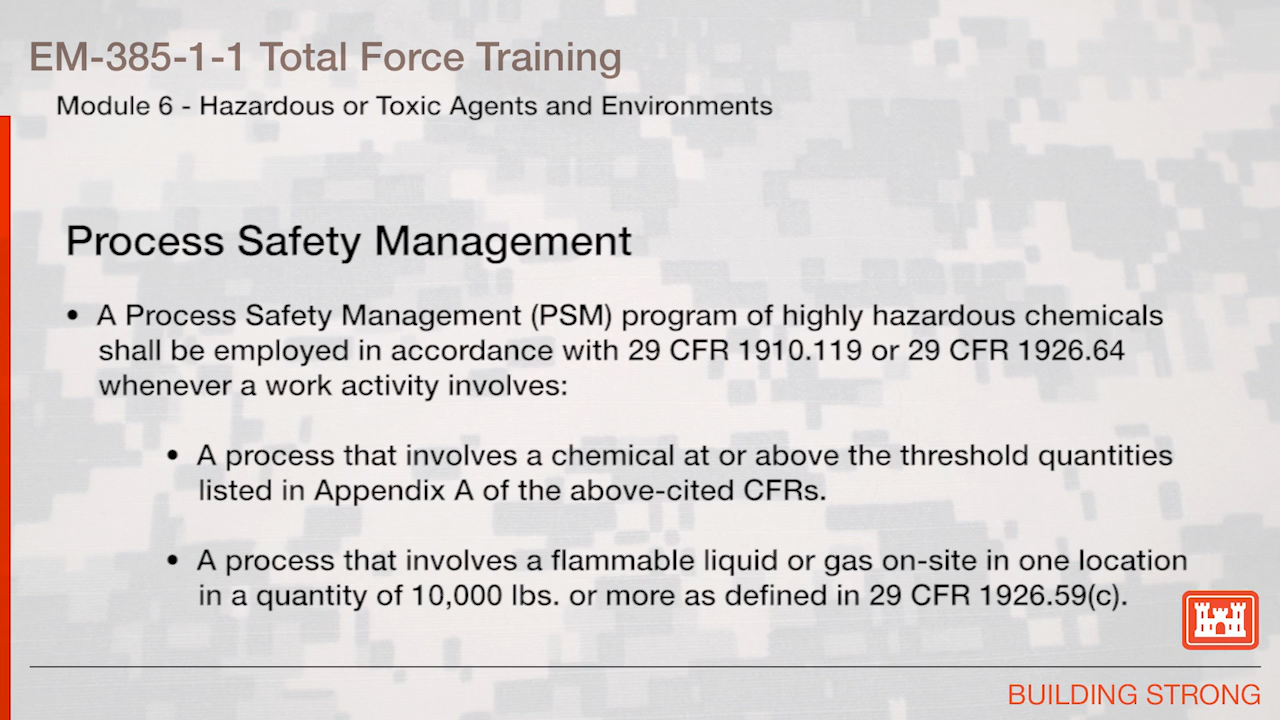 EM-385-1-1 Total Force Training
Module 6 - Hazardous or Toxic Agents and Environments
Process Safety Management
• A Process Safety Management (PSM) program of highly hazardous chemicals
shall be employed in accordance with 29 CFR 1910.119 or 29 CFR 1926.64
whenever a work activity involves:
• A process that involves a chemical at or above the threshold quantities
listed in Appendix A of the above-cited CFRs.
• A process that involves a flammable liquid or gas on-site in one location
in a quantity of 10,000 lbs. or more as defined in 29 CFR 1926.59(c).
BUILDING STRONG